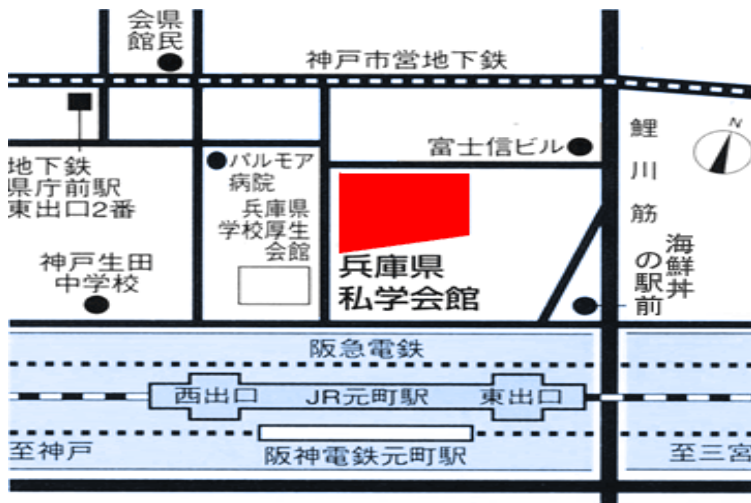 会県
館民
神戸市営地下鉄
富士信ビル
鯉川筋
N
地下鉄
県庁前駅
東出口2番
パルモア
病院
兵庫県
学校厚生
会館
兵庫県
私学会館
神戸生田
中学校
海鮮丼
の駅前
阪急電鉄
西出口
JR元町駅
東出口
至神戸
阪神電鉄元町駅
至三宮